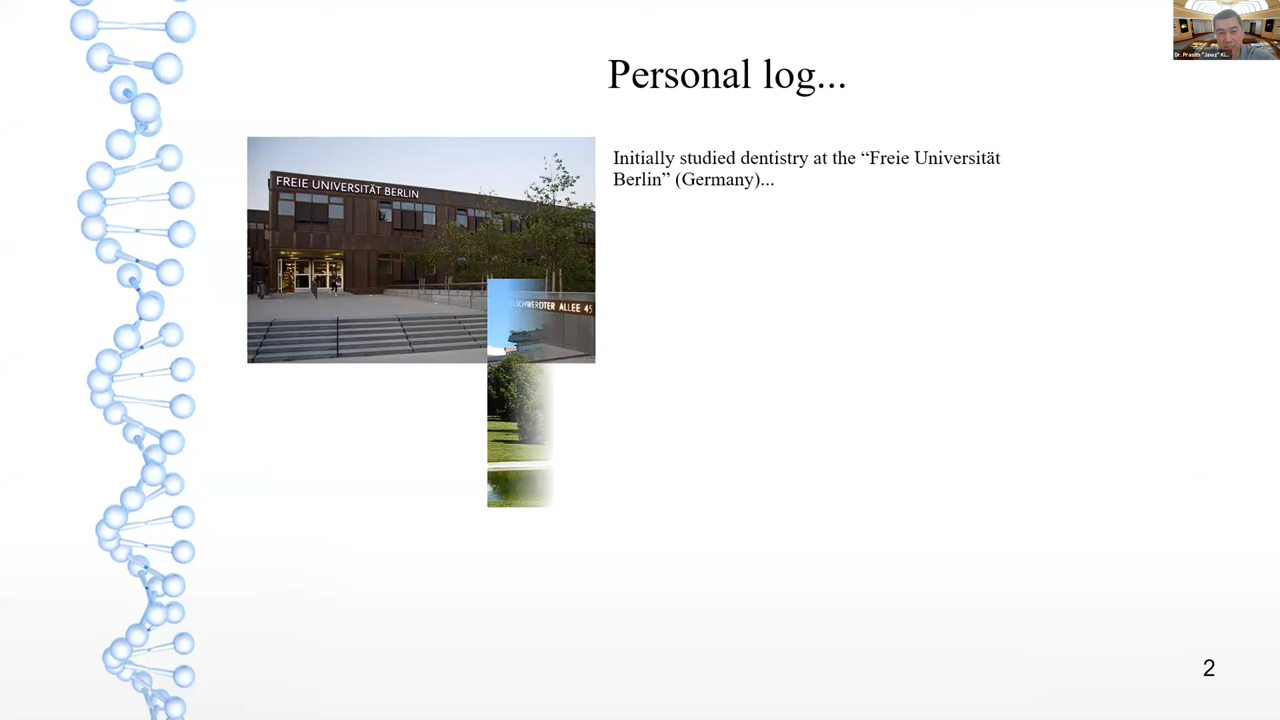 Personal log...
FREIE UNIVERSITÄT BERLIN
Initially studied dentistry at the “Freie Universität
Berlin” (Germany)...
ALLEE 45
2